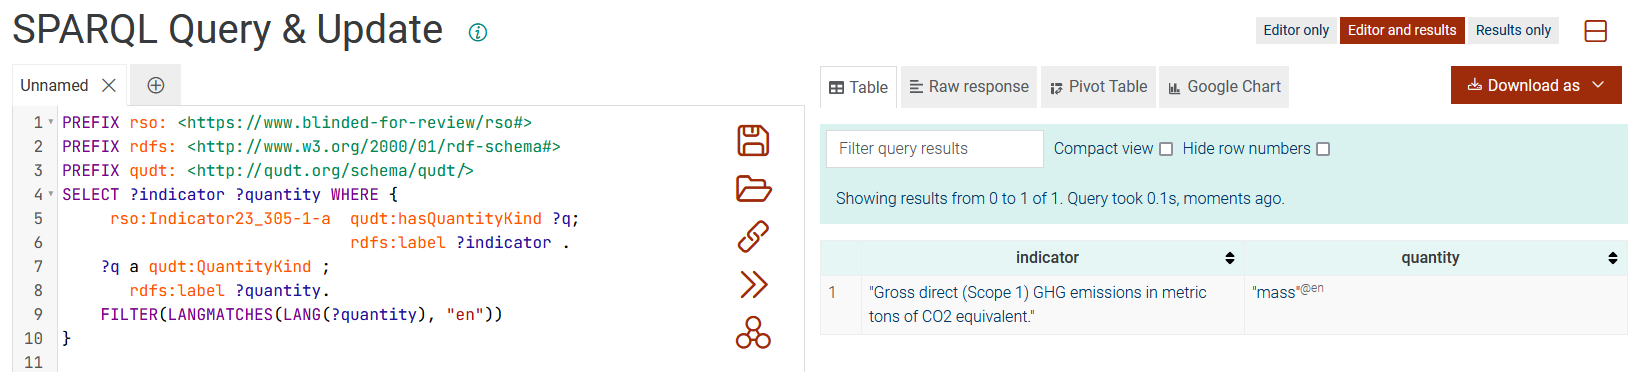 SPARQL Query & Update
Editor only Editor and results Results only
Unnamed
1 PREFIX rso: <https://www.blinded-for-review/rso#>
2 PREFIX rdfs: <http://www.w3.org/2000/01/rdf-schema#>
3 PREFIX qudt: <http://qudt.org/schema/qudt/>
4 SELECT ?indicator ?quantity WHERE {
5 rso:Indicator23_305-1-a qudt:hasQuantityKind ?q;
6 rdfs:label ?indicator .
7 ?q a qudt:QuantityKind ;
8 rdfs:label ?quantity.
9 FILTER(LANGMATCHES(LANG(?quantity), "en"))
10 }
11
Table Raw response Pivot Table Google Chart
Download as
Filter query results Compact view Hide row numbers
Showing results from 0 to 1 of 1. Query took 0.1s, moments ago.
indicator quantity
1 "Gross direct (Scope 1) GHG emissions in metric "mass"@en
tons of CO2 equivalent."